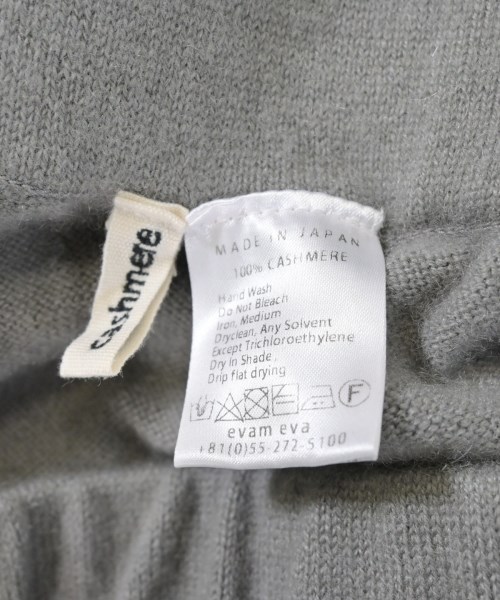 cashmere
MADE IN JAPAN
100% CASHMERE
Hand Wash
Do Not Bleach
Iron, Medium
Dryclean, Any Solvent
Except Trichloroethylene
Dry in Shade,
Drip flat drying
F
evam eva
+81(0)55-272-5100